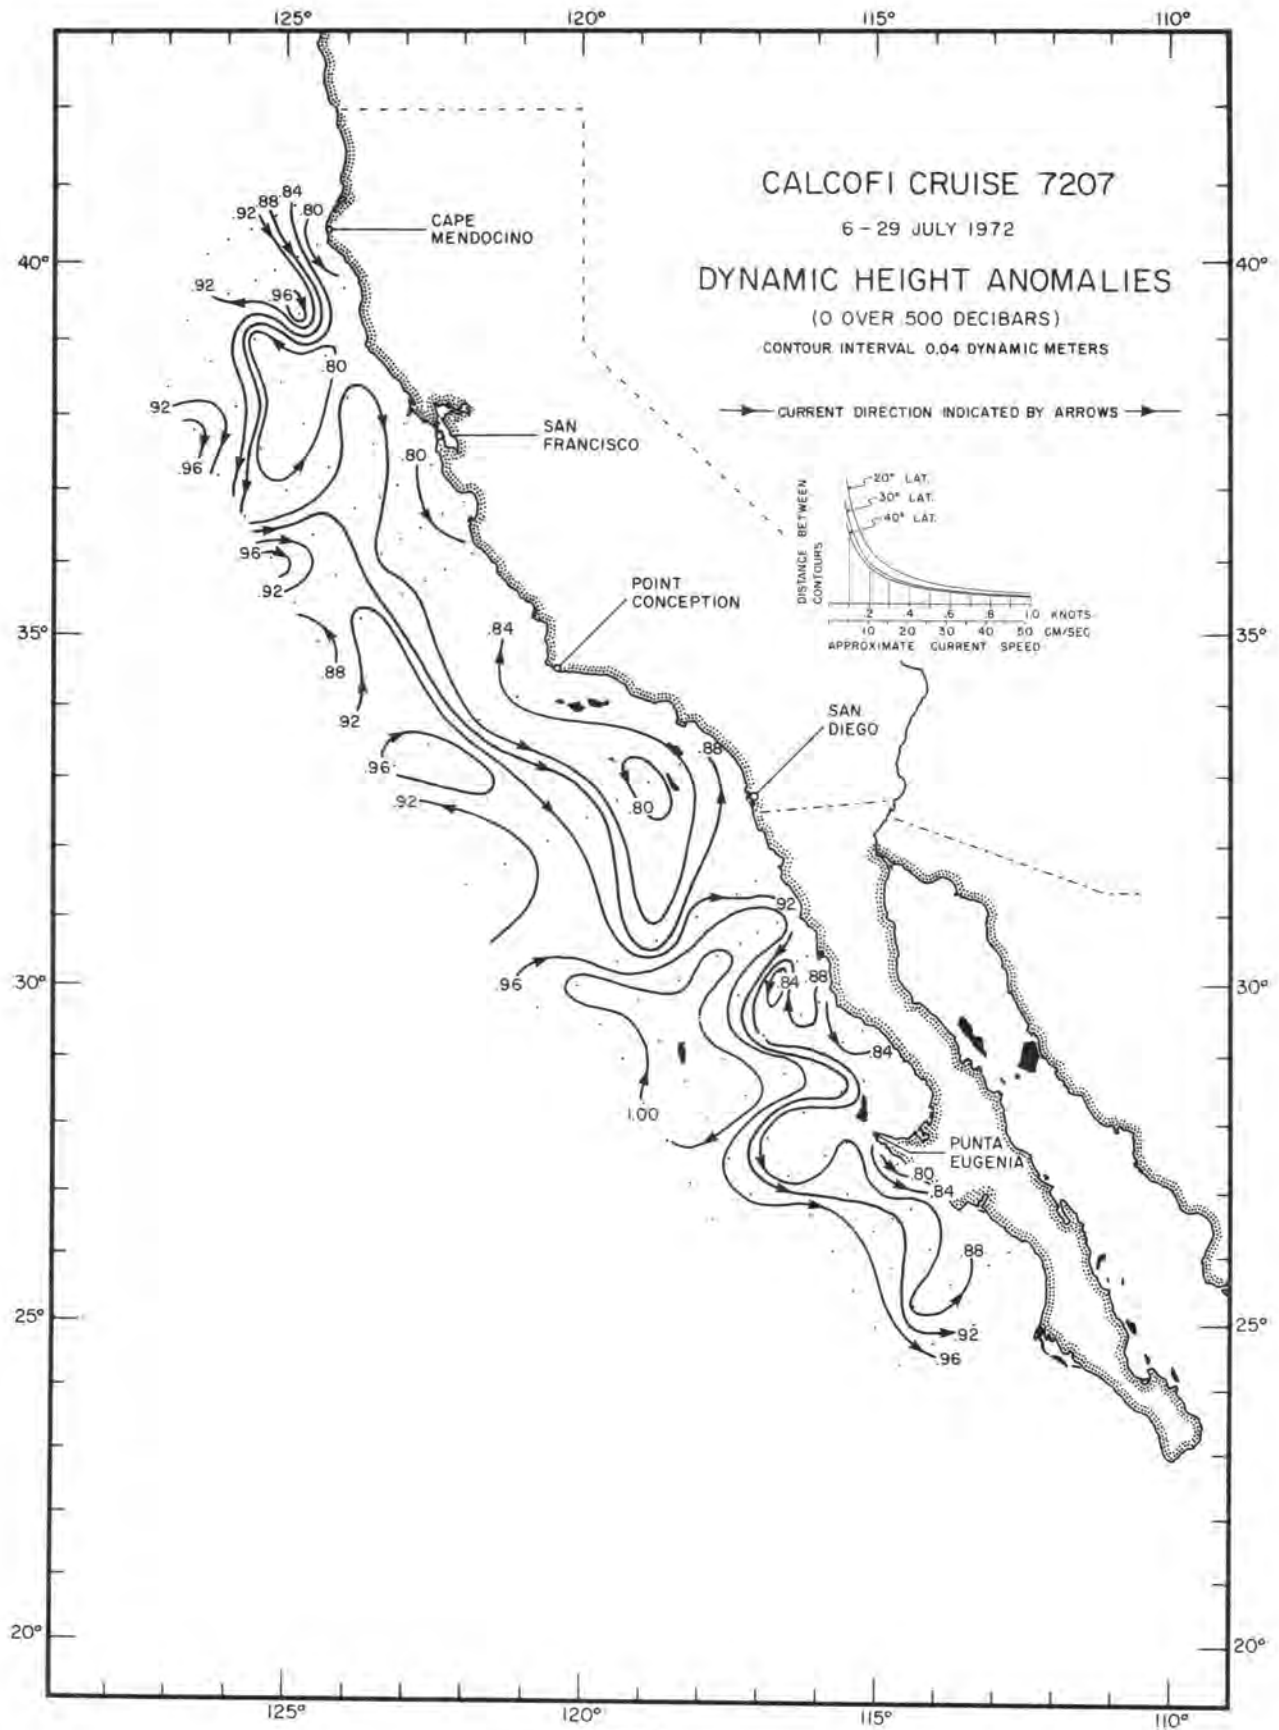 125° 120° 115° 110°
CALCOFI CRUISE 7207
6-29 JULY 1972
DYNAMIC HEIGHT ANOMALIES
(0 OVER 500 DECIBARS)
CONTOUR INTERVAL 0.04 DYNAMIC METERS
CURRENT DIRECTION INDICATED BY ARROWS
.92 .88 .84 .80
CAPE
MENDOCINO
40° 40°
.92 .96
.80
.92
.96
SAN
FRANCISCO
.80
DISTANCE BETWEEN
CONTOURS
20° LAT.
30° LAT.
40° LAT.
.2 .4 .6 .8 1.0 KNOTS
10 20 30 40 50 CM/SEC
APPROXIMATE CURRENT SPEED
.96
.92
POINT
CONCEPTION
35° 35°
.84
.88
.92
SAN
DIEGO
.88
.96
.80
.92
.92
.96
30° 30°
.84 .88
.84
1.00
PUNTA
EUGENIA
.80
.84
.88
25° 25°
.92
.96
20° 20°
125° 120° 115° 110°